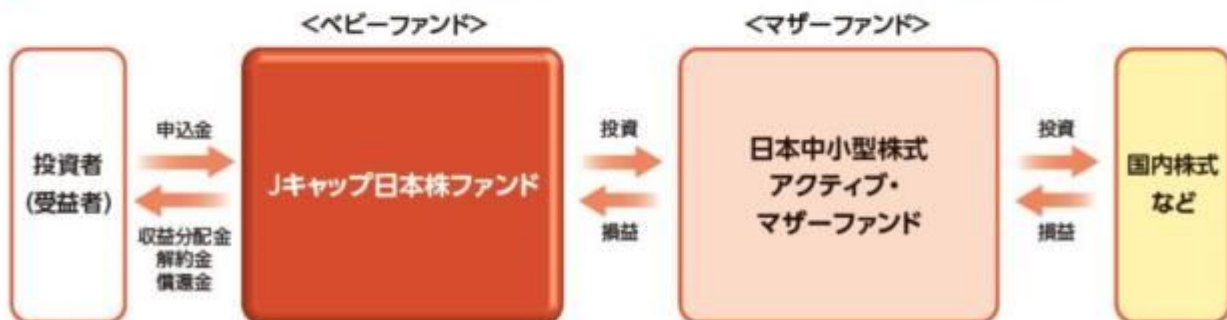 <ベビーファンド>
<マザーファンド>
投資者
(受益者)
申込金
収益分配金
解約金
償還金
Jキャップ日本株ファンド
投資
損益
日本中小型株式
アクティブ・
マザーファンド
投資
損益
国内株式
など